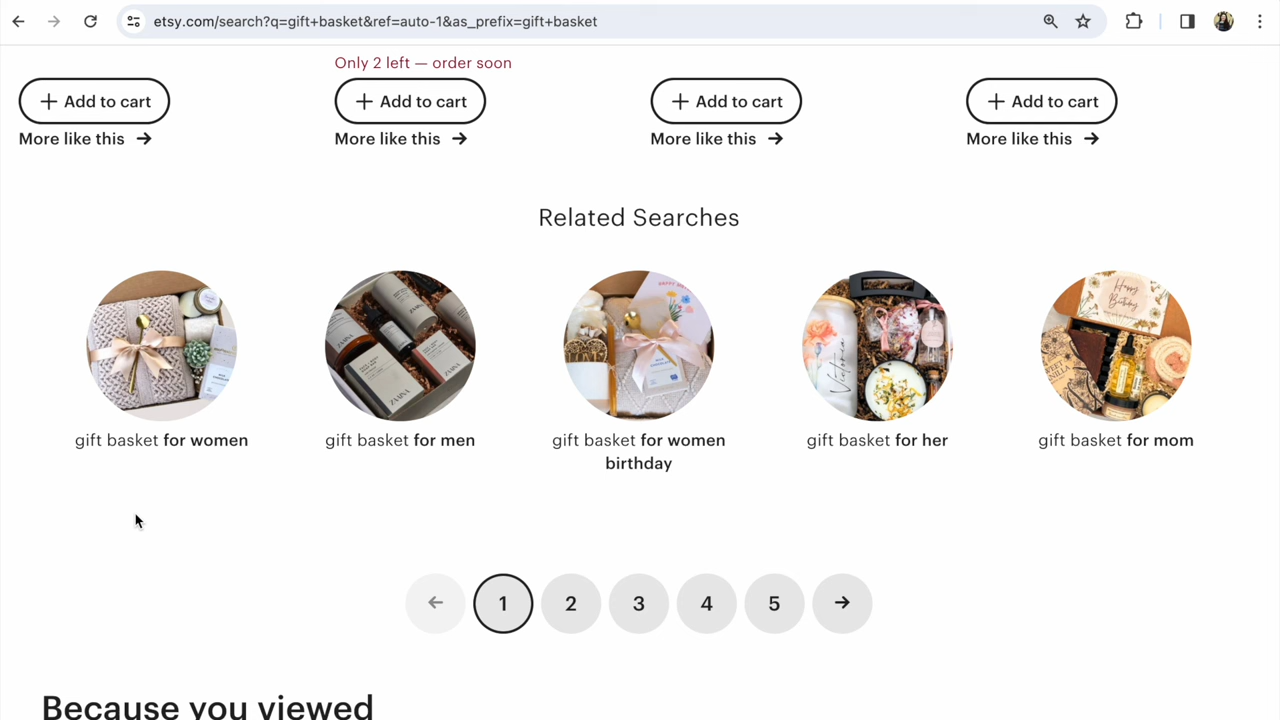 etsy.com/search?q=gift+basket&ref=auto-1&as_prefix=gift+basket
Only 2 left — order soon
+ Add to cart
+ Add to cart
+ Add to cart
+ Add to cart
More like this →
More like this →
More like this →
More like this →
Related Searches
Victoria
Happy Birthday
gift basket for women
gift basket for men
gift basket for women
birthday
gift basket for her
gift basket for mom
← 1 2 3 4 5 →
Because you viewed